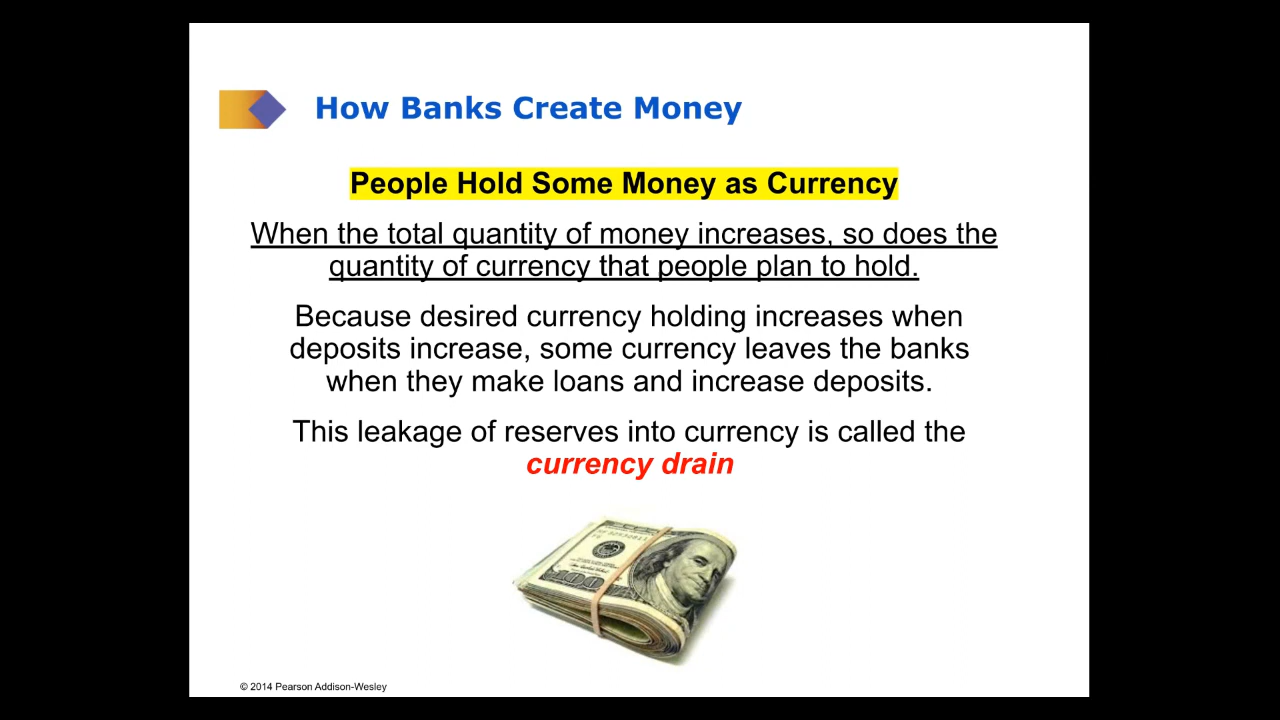 How Banks Create Money
People Hold Some Money as Currency
When the total quantity of money increases, so does the
quantity of currency that people plan to hold.
Because desired currency holding increases when
deposits increase, some currency leaves the banks
when they make loans and increase deposits.
This leakage of reserves into currency is called the
currency drain
100
© 2014 Pearson Addison-Wesley